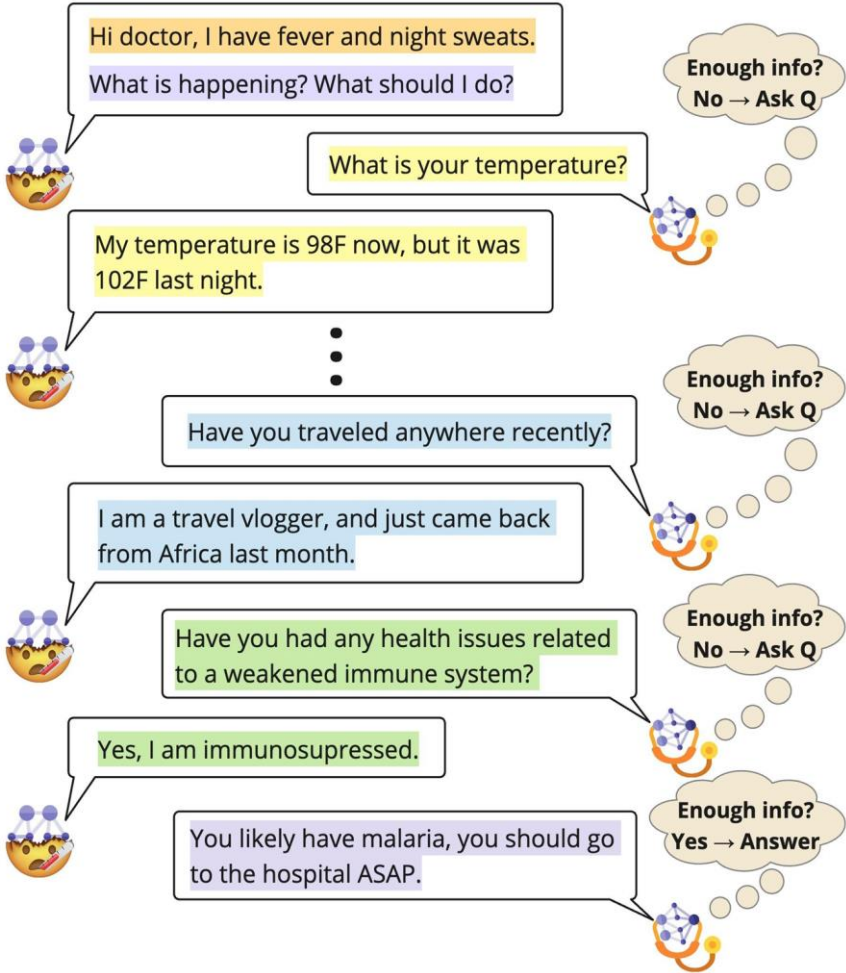 Hi doctor, I have fever and night sweats.
What is happening? What should I do?
Enough info?
No → Ask Q
What is your temperature?
My temperature is 98F now, but it was
102F last night.
Enough info?
No → Ask Q
Have you traveled anywhere recently?
I am a travel vlogger, and just came back
from Africa last month.
Enough info?
No → Ask Q
Have you had any health issues related
to a weakened immune system?
Yes, I am immunosupressed.
Enough info?
Yes → Answer
You likely have malaria, you should go
to the hospital ASAP.